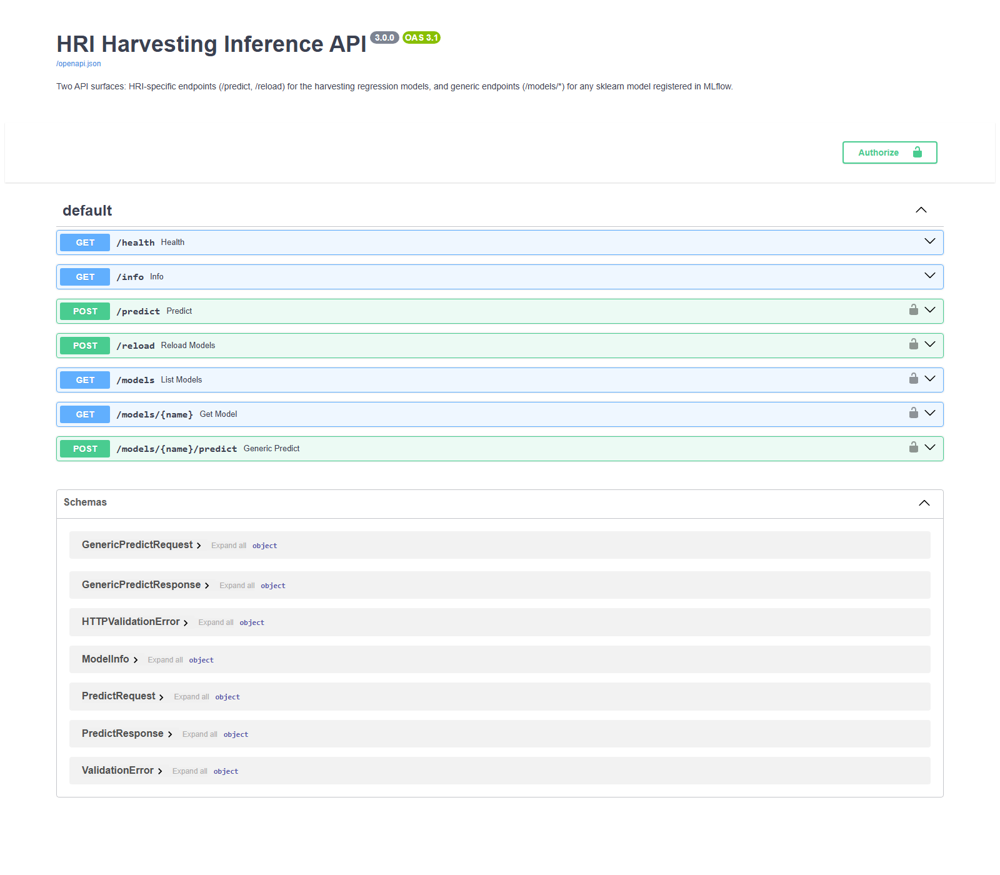 HRI Harvesting Inference API 3.0.0 OAS 3.1
/openapi.json
Two API surfaces: HRI-specific endpoints (/predict, /reload) for the harvesting regression models, and generic endpoints (/models/*) for any sklearn model registered in MLflow.
Authorize
default
GET /health Health
GET /info Info
POST /predict Predict
POST /reload Reload Models
GET /models List Models
GET /models/{name} Get Model
POST /models/{name}/predict Generic Predict
Schemas
GenericPredictRequest Expand all object
GenericPredictResponse Expand all object
HTTPValidationError Expand all object
ModelInfo Expand all object
PredictRequest Expand all object
PredictResponse Expand all object
ValidationError Expand all object